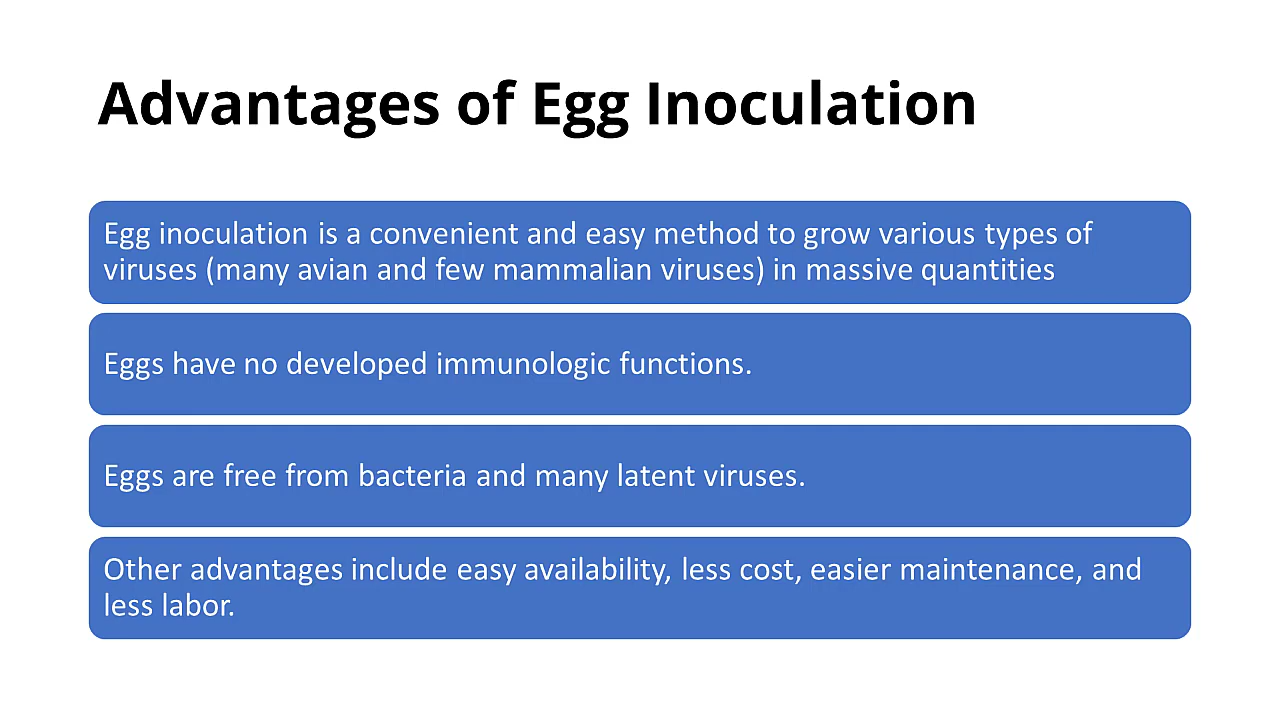 Advantages of Egg Inoculation
Egg inoculation is a convenient and easy method to grow various types of
viruses (many avian and few mammalian viruses) in massive quantities
Eggs have no developed immunologic functions.
Eggs are free from bacteria and many latent viruses.
Other advantages include easy availability, less cost, easier maintenance, and
less labor.